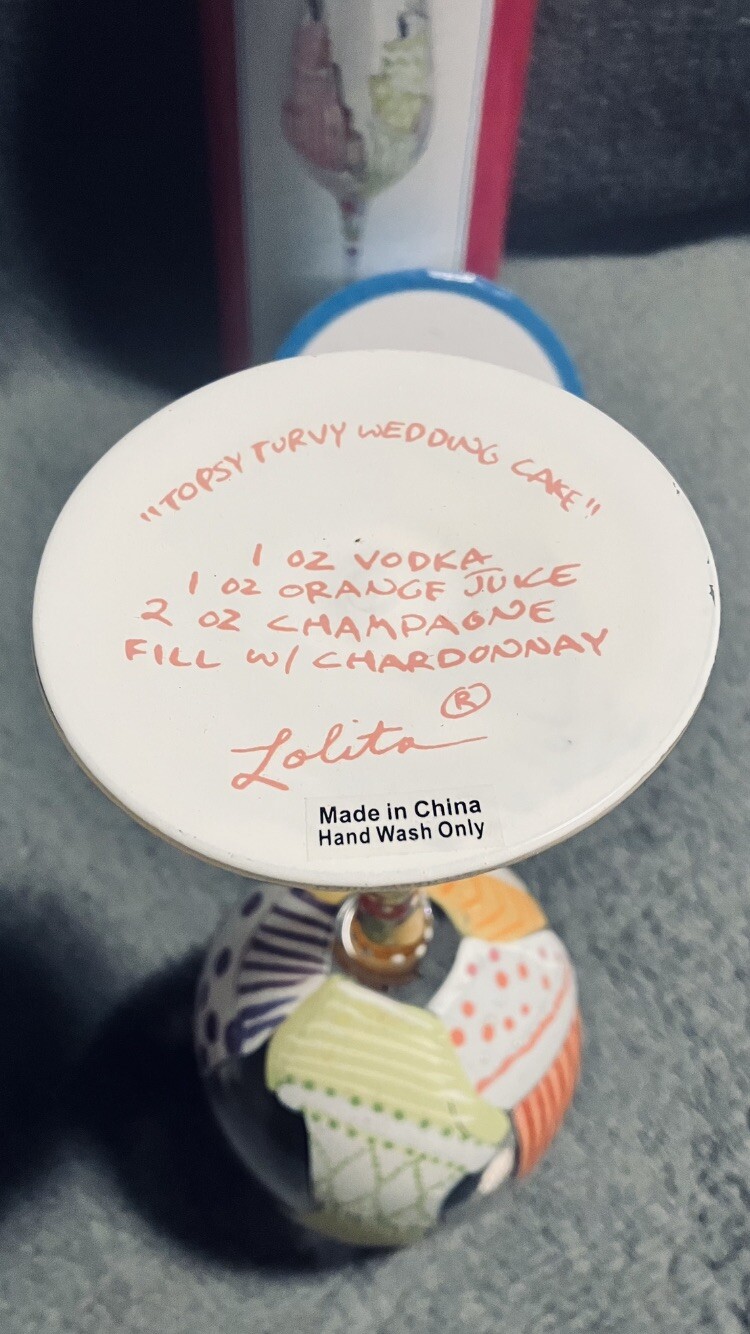 "TOPSY TURVY WEDDING CAKE"
1 OZ VODKA
1 OZ ORANGE JUICE
2 OZ CHAMPAGNE
FILL W/ CHARDONNAY
®
Lolita
Made in China
Hand Wash Only